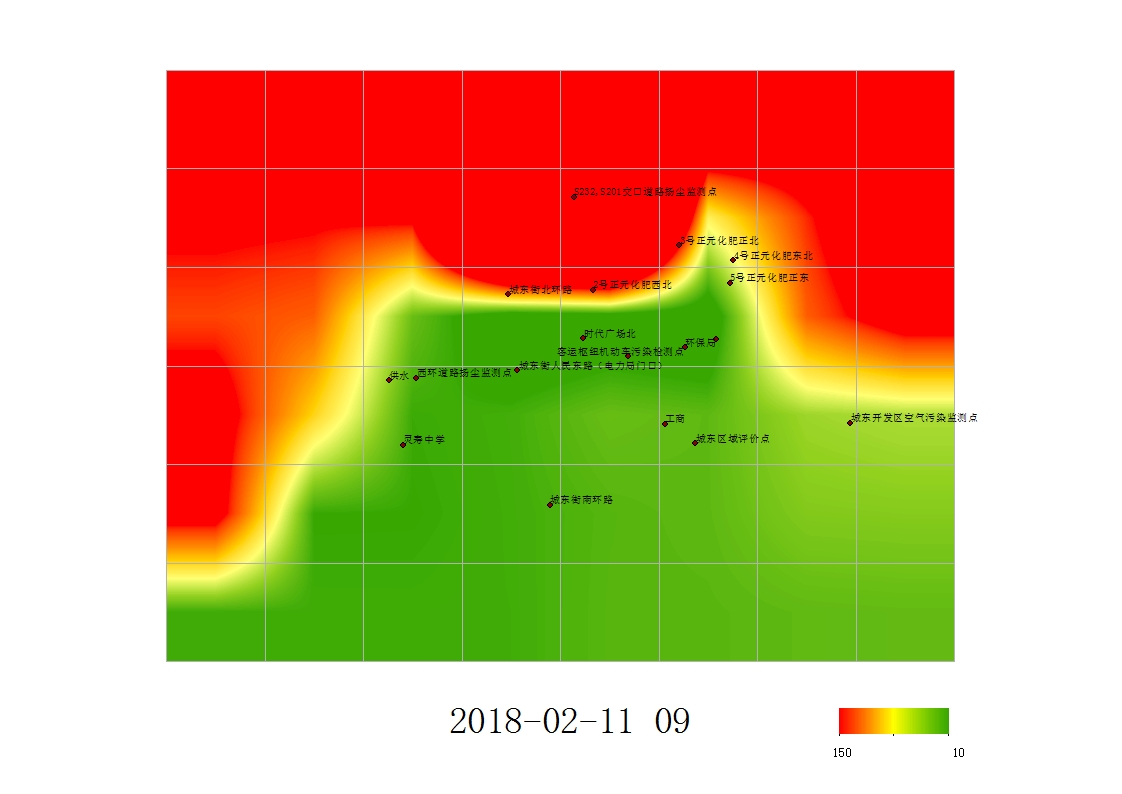 S232,S201交口道路扬尘监测点
3号正元化肥正北
4号正元化肥东北
5号正元化肥正东
2号正元化肥西北
城东街北环路
时代广场北
环保局
客运枢纽机动车污染检测点
城东街人民东路（电力局门口）
西环道路扬尘监测点
供水
工商
城东开发区空气污染监测点
灵寿中学
城东区域评价点
城东街南环路
2018-02-11 09
150 10